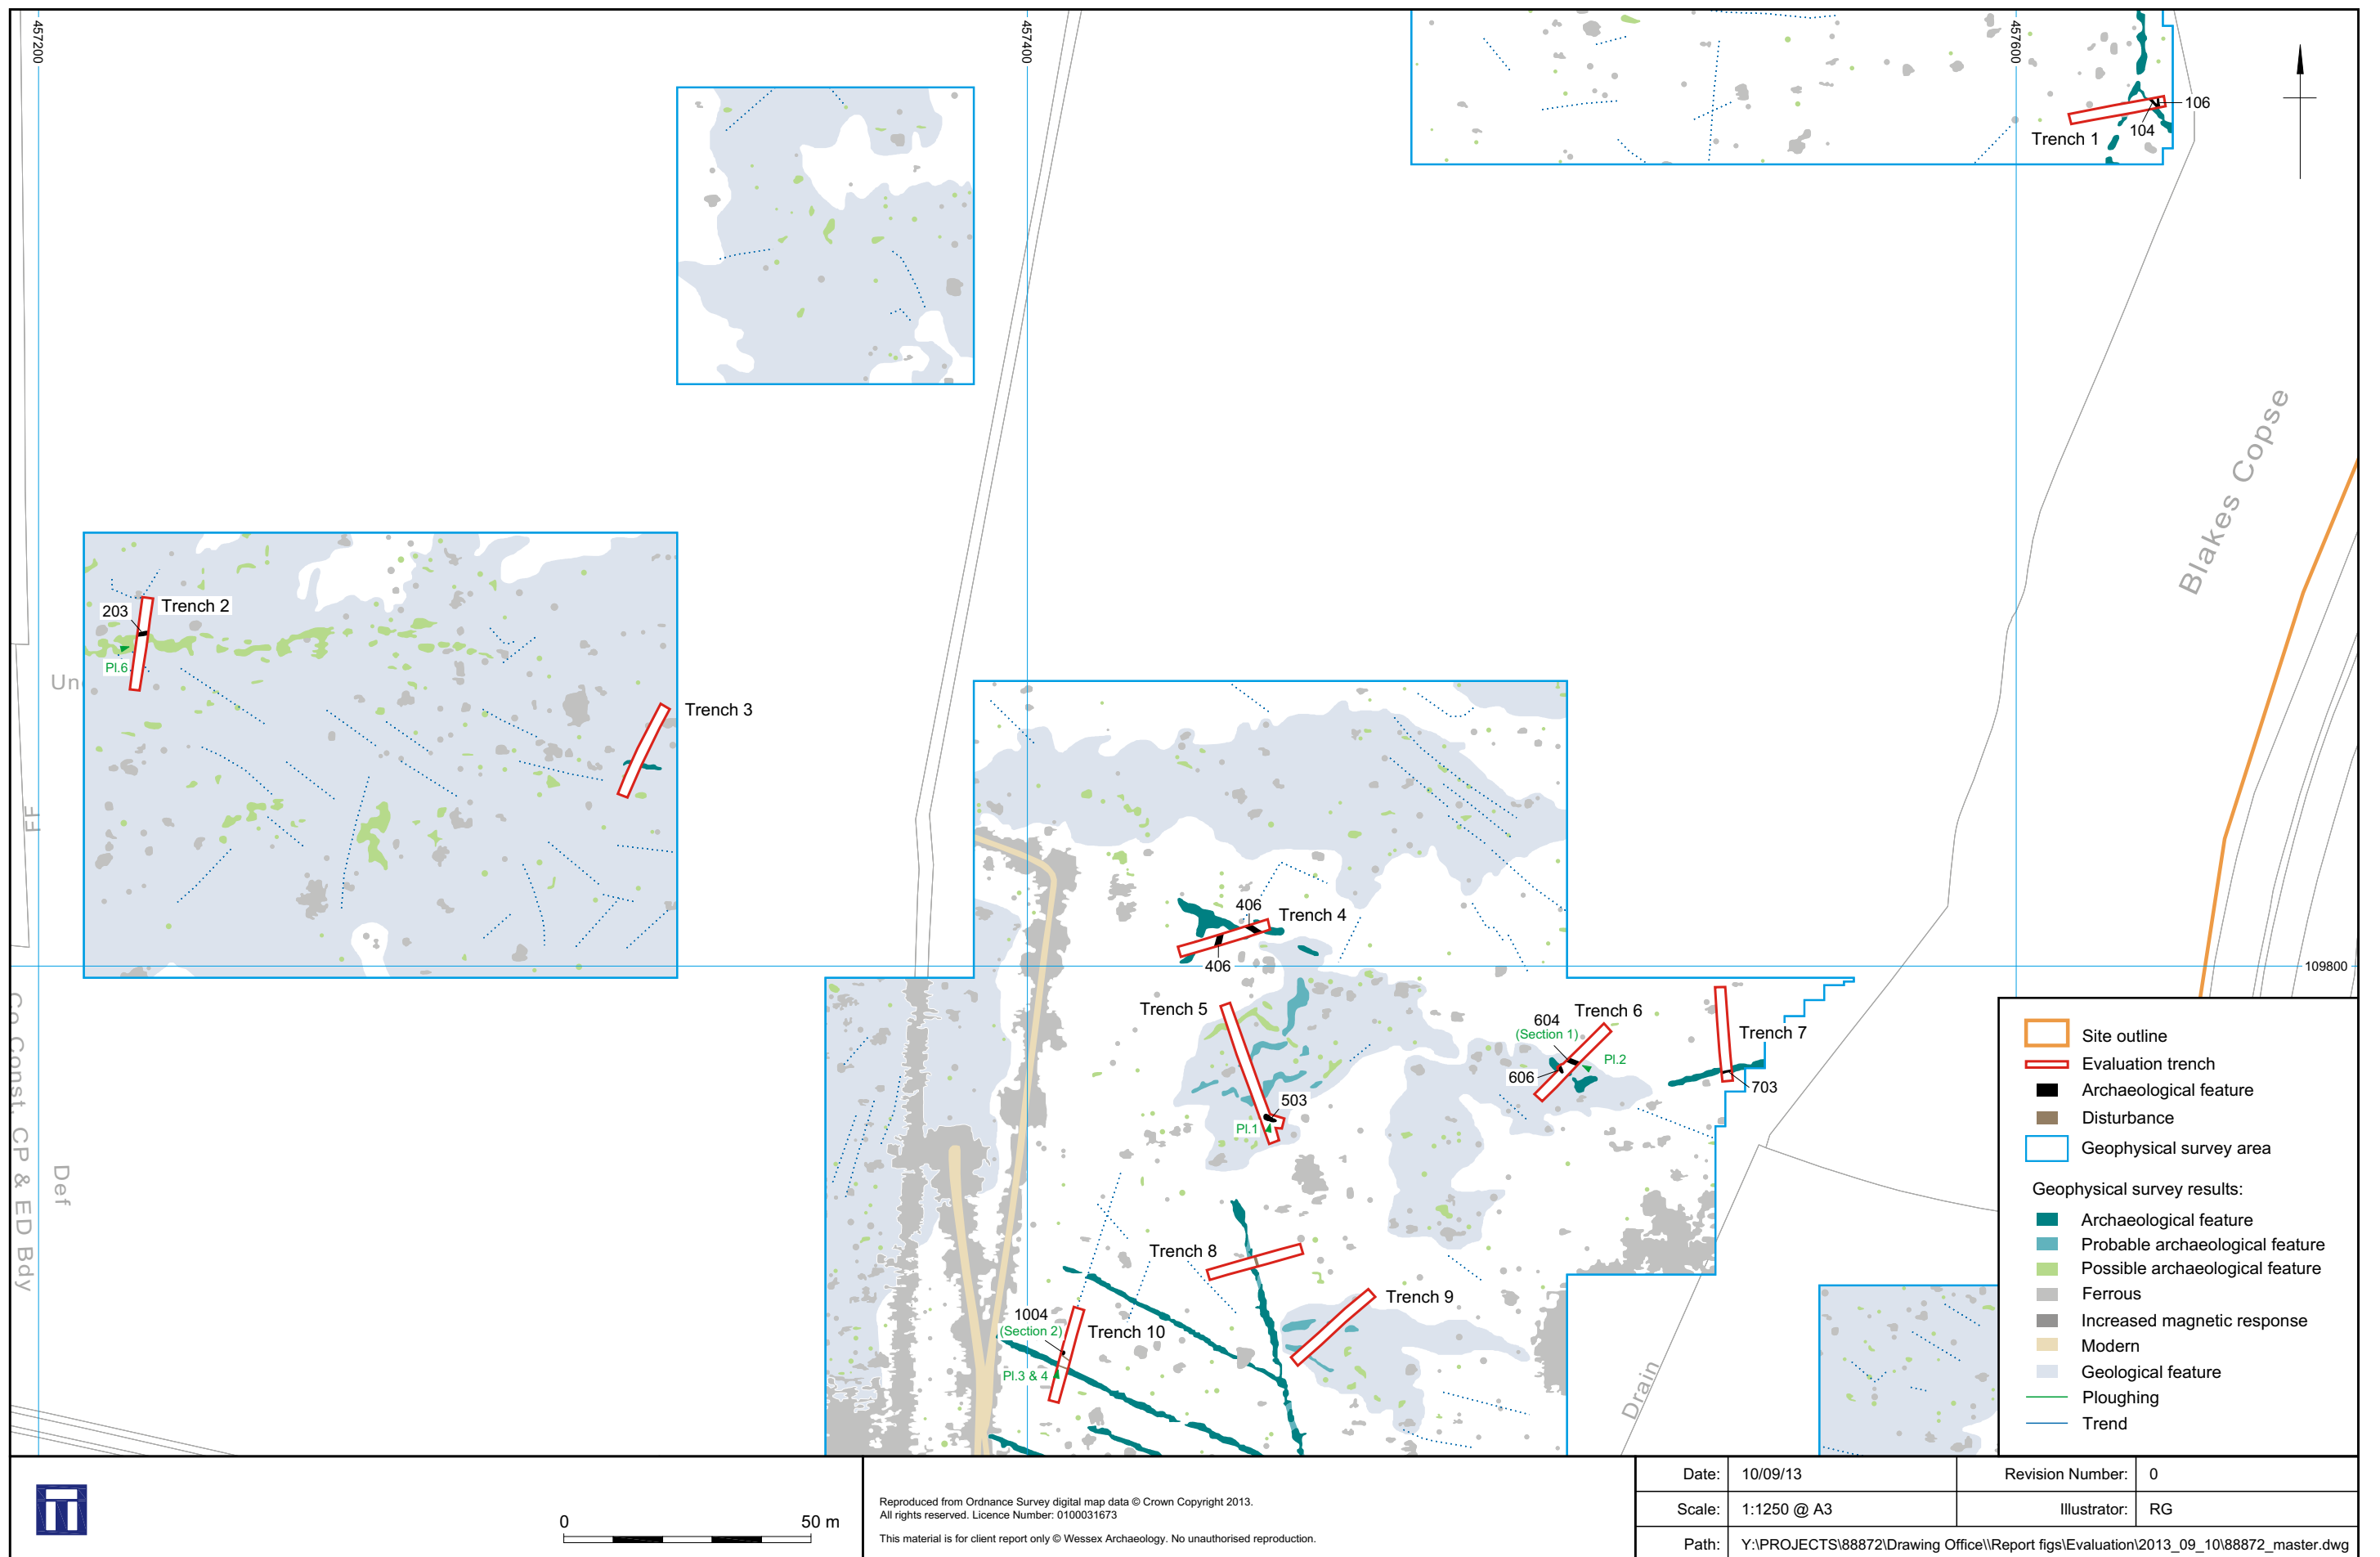 457200
457400
457600
106
104
Trench 1
Blakes Copse
203
Trench 2
Pl.6
Trench 3
FF
406
Trench 4
406
109800
Trench 5
Trench 6
604
(Section 1)
Pl.2
606
Trench 7
703
503
Pl.1
Co Const, CP & ED Bdy
Def
Trench 8
Trench 9
1004
(Section 2)
Trench 10
Pl.3 & 4
Drain
Site outline
Evaluation trench
Archaeological feature
Disturbance
Geophysical survey area
Geophysical survey results:
Archaeological feature
Probable archaeological feature
Possible archaeological feature
Ferrous
Increased magnetic response
Modern
Geological feature
Ploughing
Trend
0 50 m
Reproduced from Ordnance Survey digital map data © Crown Copyright 2013.
All rights reserved. Licence Number: 0100031673
This material is for client report only © Wessex Archaeology. No unauthorised reproduction.
Date: 10/09/13 Revision Number: 0
Scale: 1:1250 @ A3 Illustrator: RG
Path: Y:\PROJECTS\88872\Drawing Office\\Report figs\Evaluation\2013_09_10\88872_master.dwg